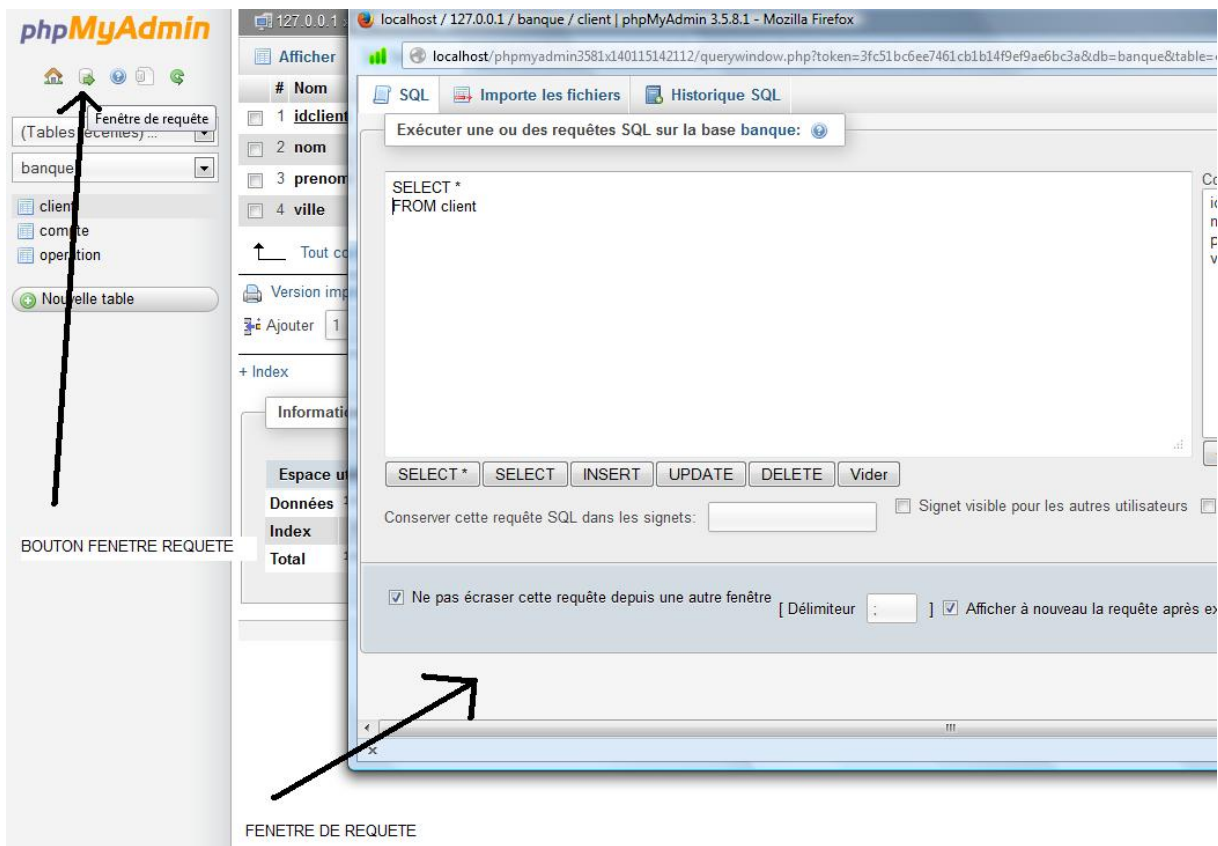 phpMyAdmin
Fenêtre de requête
(Tables récentes) ...
banque
client
compte
operation
Nouvelle table
BOUTON FENETRE REQUETE
127.0.0.1
Afficher
# Nom
1 idclient
2 nom
3 prenom
4 ville
Tout
Version
Ajouter 1
+ Index
Espace
Données
Index
Total
localhost / 127.0.0.1 / banque / client | phpMyAdmin 3.5.8.1 - Mozilla Firefox
localhost/phpmyadmin3581x140115142112/querywindow.php?token=3fc51bc6ee7461cb1b14f9ef9ae6bc3a&db=banque&table=
SQL Importe les fichiers Historique SQL
Exécuter une ou des requêtes SQL sur la base banque:
SELECT *
FROM client
SELECT * SELECT INSERT UPDATE DELETE Vider
Conserver cette requête SQL dans les signets: Signet visible pour les autres utilisateurs
Ne pas écraser cette requête depuis une autre fenêtre [ Délimiteur ; ] Afficher à nouveau la requête après
FENETRE DE REQUETE